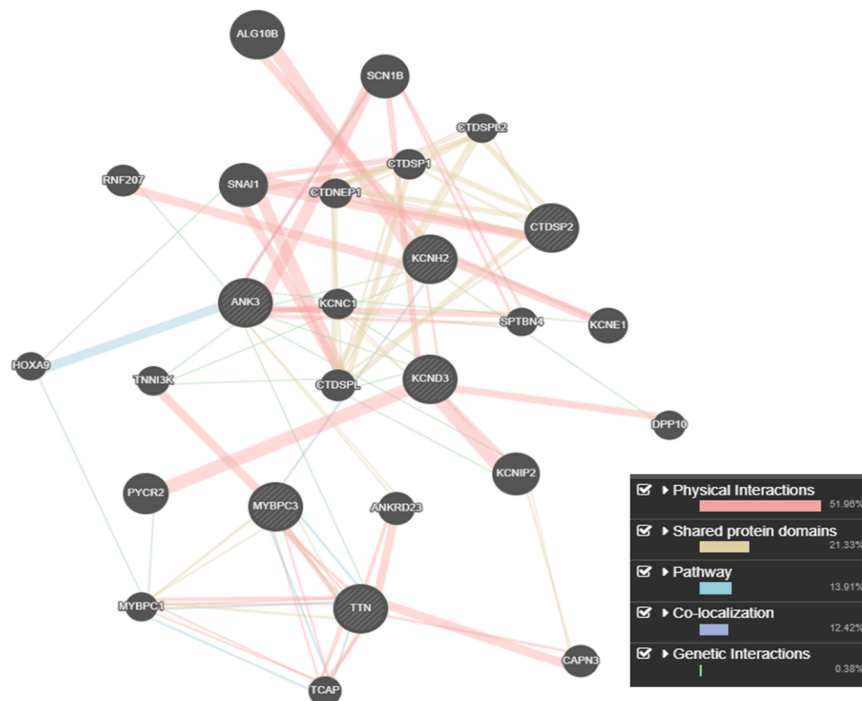 ALG10B
SCN1B
CTDSPL2
CTDSP1
RNF207
SNAI1
CTDNEP1
CTDSP2
KCNH2
ANK3
KCNC1
SPTBN4
KCNE1
HOXA9
TNNI3K
CTDSPL
KCND3
DPP10
KCNIP2
PYCR2
MYBPC3
ANKRD23
MYBPC1
TTN
CAPN3
TCAP
Physical Interactions
51.96%
Shared protein domains
21.33%
Pathway
13.91%
Co-localization
12.42%
Genetic Interactions
0.38%